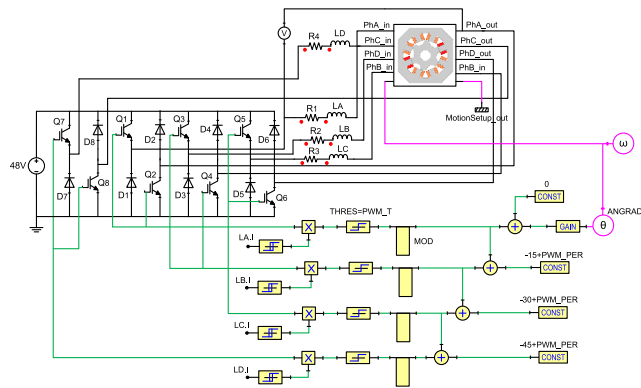 PhA_in
PhA_out
R4
LD
PhC_in
PhC_out
V
PhD_in
PhD_out
PhB_in
PhB_in
MotionSetup_out
Q7
Q1
Q3
Q5
R1
LA
D8
D2
D4
D6
R2
LB
R3
LC
48V
Q8
Q2
Q4
D7
D1
D3
D5
Q6
ω
0
CONST
ANGRAD
THRES=PWM_T
GAIN
θ
X
LA.I
MOD
-15+PWM_PER
X
CONST
LB.I
-30+PWM_PER
X
CONST
LC.I
-45+PWM_PER
X
CONST
LD.I